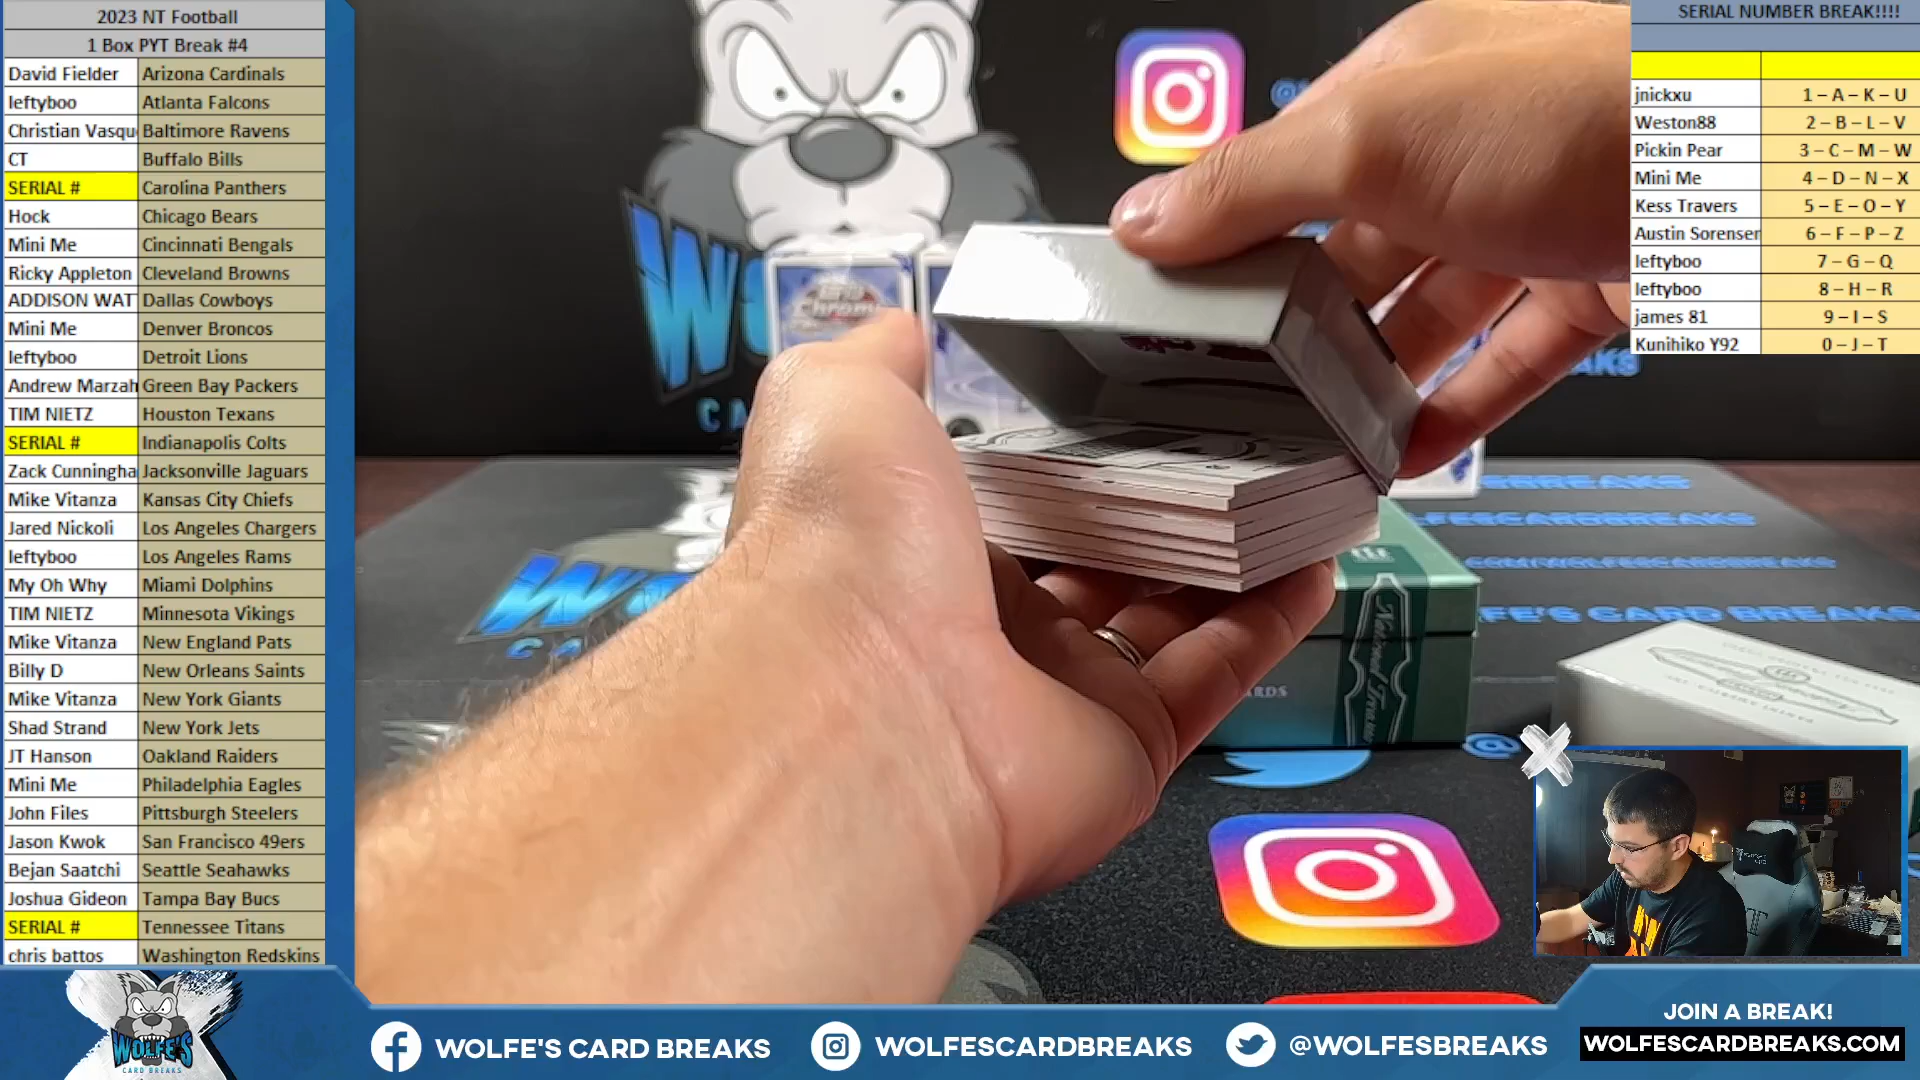 2023 NT Football
1 Box PYT Break #4
David Fielder Arizona Cardinals
leftyboo Atlanta Falcons
Christian Vasqu Baltimore Ravens
CT Buffalo Bills
SERIAL # Carolina Panthers
Hock Chicago Bears
Mini Me Cincinnati Bengals
Ricky Appleton Cleveland Browns
ADDISON WAT Dallas Cowboys
Mini Me Denver Broncos
leftyboo Detroit Lions
Andrew Marzah Green Bay Packers
TIM NIETZ Houston Texans
SERIAL # Indianapolis Colts
Zack Cunningha Jacksonville Jaguars
Mike Vitanza Kansas City Chiefs
Jared Nickoli Los Angeles Chargers
leftyboo Los Angeles Rams
My Oh Why Miami Dolphins
TIM NIETZ Minnesota Vikings
Mike Vitanza New England Pats
Billy D New Orleans Saints
Mike Vitanza New York Giants
Shad Strand New York Jets
JT Hanson Oakland Raiders
Mini Me Philadelphia Eagles
John Files Pittsburgh Steelers
Jason Kwok San Francisco 49ers
Bejan Saatchi Seattle Seahawks
Joshua Gideon Tampa Bay Bucs
SERIAL # Tennessee Titans
chris battos Washington Redskins
SERIAL NUMBER BREAK!!!!
jnickxu 1 – A – K – U
Weston88 2 – B – L – V
Pickin Pear 3 – C – M – W
Mini Me 4 – D – N – X
Kess Travers 5 – E – O – Y
Austin Sorenser 6 – F – P – Z
leftyboo 7 – G – Q
leftyboo 8 – H – R
james 81 9 – I – S
Kunihiko Y92 0 – J – T
WOLFE'S CARD BREAKS
WOLFE'S
CARD BREAKS
WOLFE'S CARD BREAKS
WOLFESCARDBREAKS
@WOLFESBREAKS
JOIN A BREAK!
WOLFESCARDBREAKS.COM